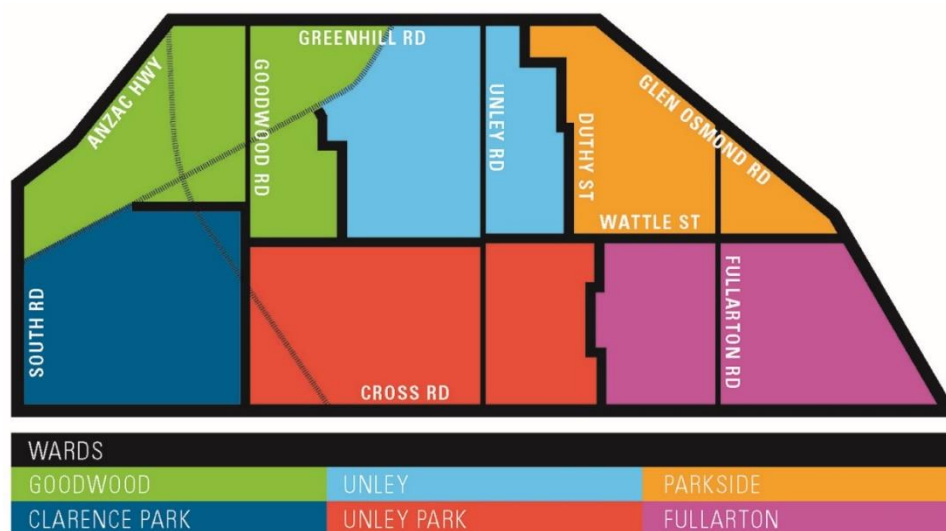 GREENHILL RD
ANZAC HWY
GOODWOOD RD
UNLEY RD
DUTHY ST
GLEN OSMOND RD
WATTLE ST
SOUTH RD
FULLARTON RD
CROSS RD
WARDS
GOODWOOD UNLEY PARKSIDE
CLARENCE PARK UNLEY PARK FULLARTON